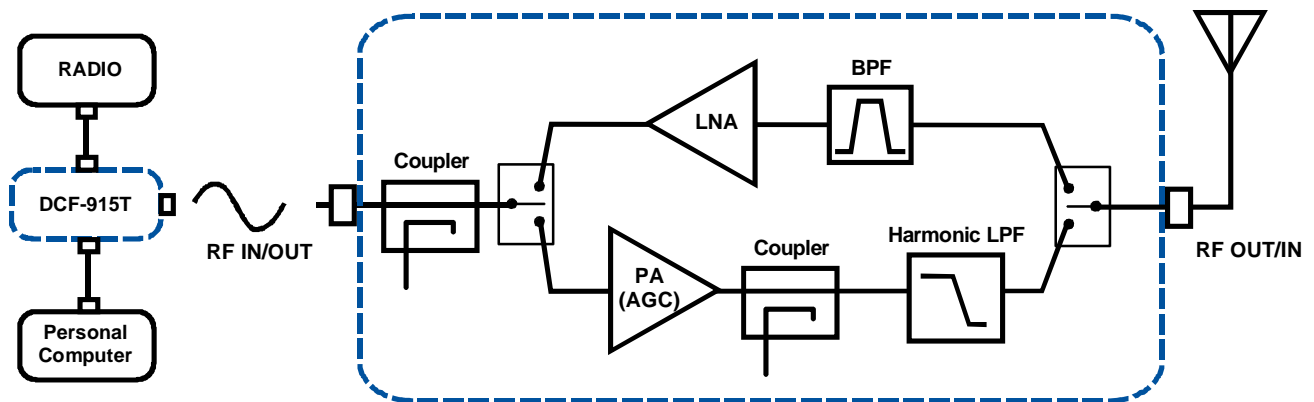 RADIO
DCF-915T
Personal
Computer
RF IN/OUT
Coupler
LNA
BPF
PA
(AGC)
Coupler
Harmonic LPF
RF OUT/IN